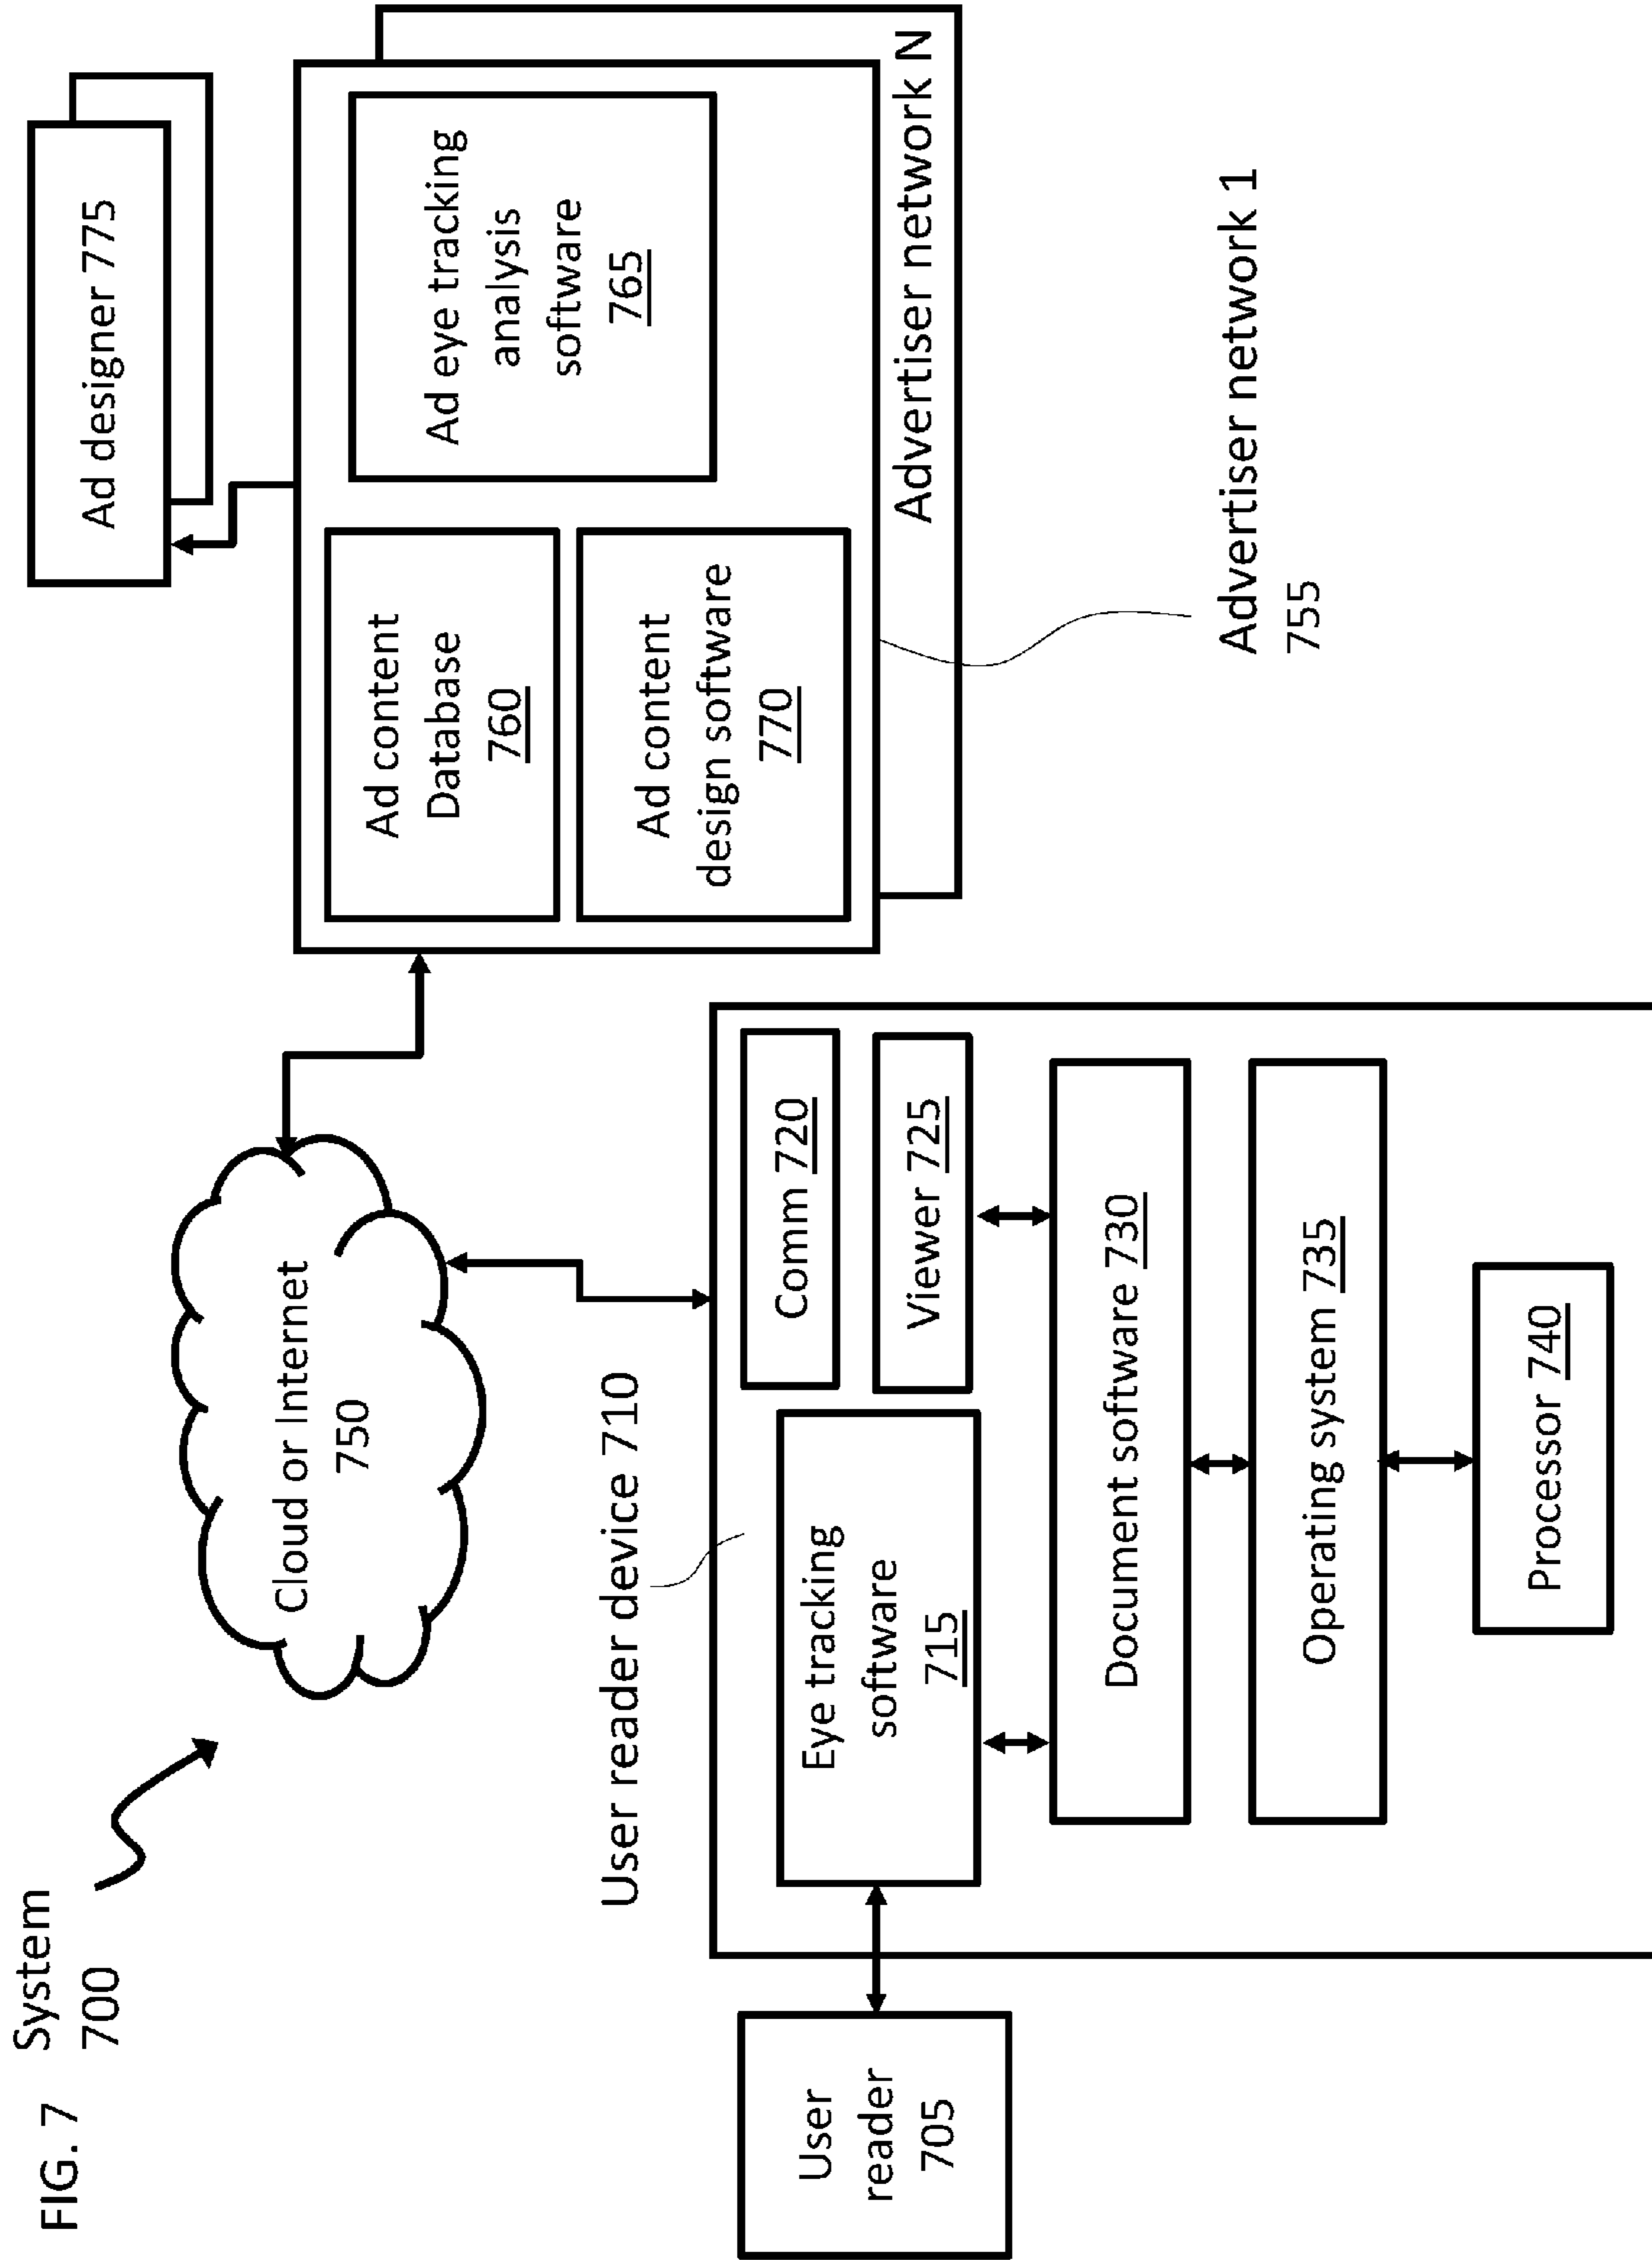 FIG. 7
System
700
Cloud or Internet
750
Ad designer 775
Ad content
Database
760
Ad content
design software
770
Ad eye tracking
analysis
software
765
Advertiser network N
Advertiser network 1
755
User reader device 710
User
reader
705
Eye tracking
software
715
Comm 720
Viewer 725
Document software 730
Operating system 735
Processor 740